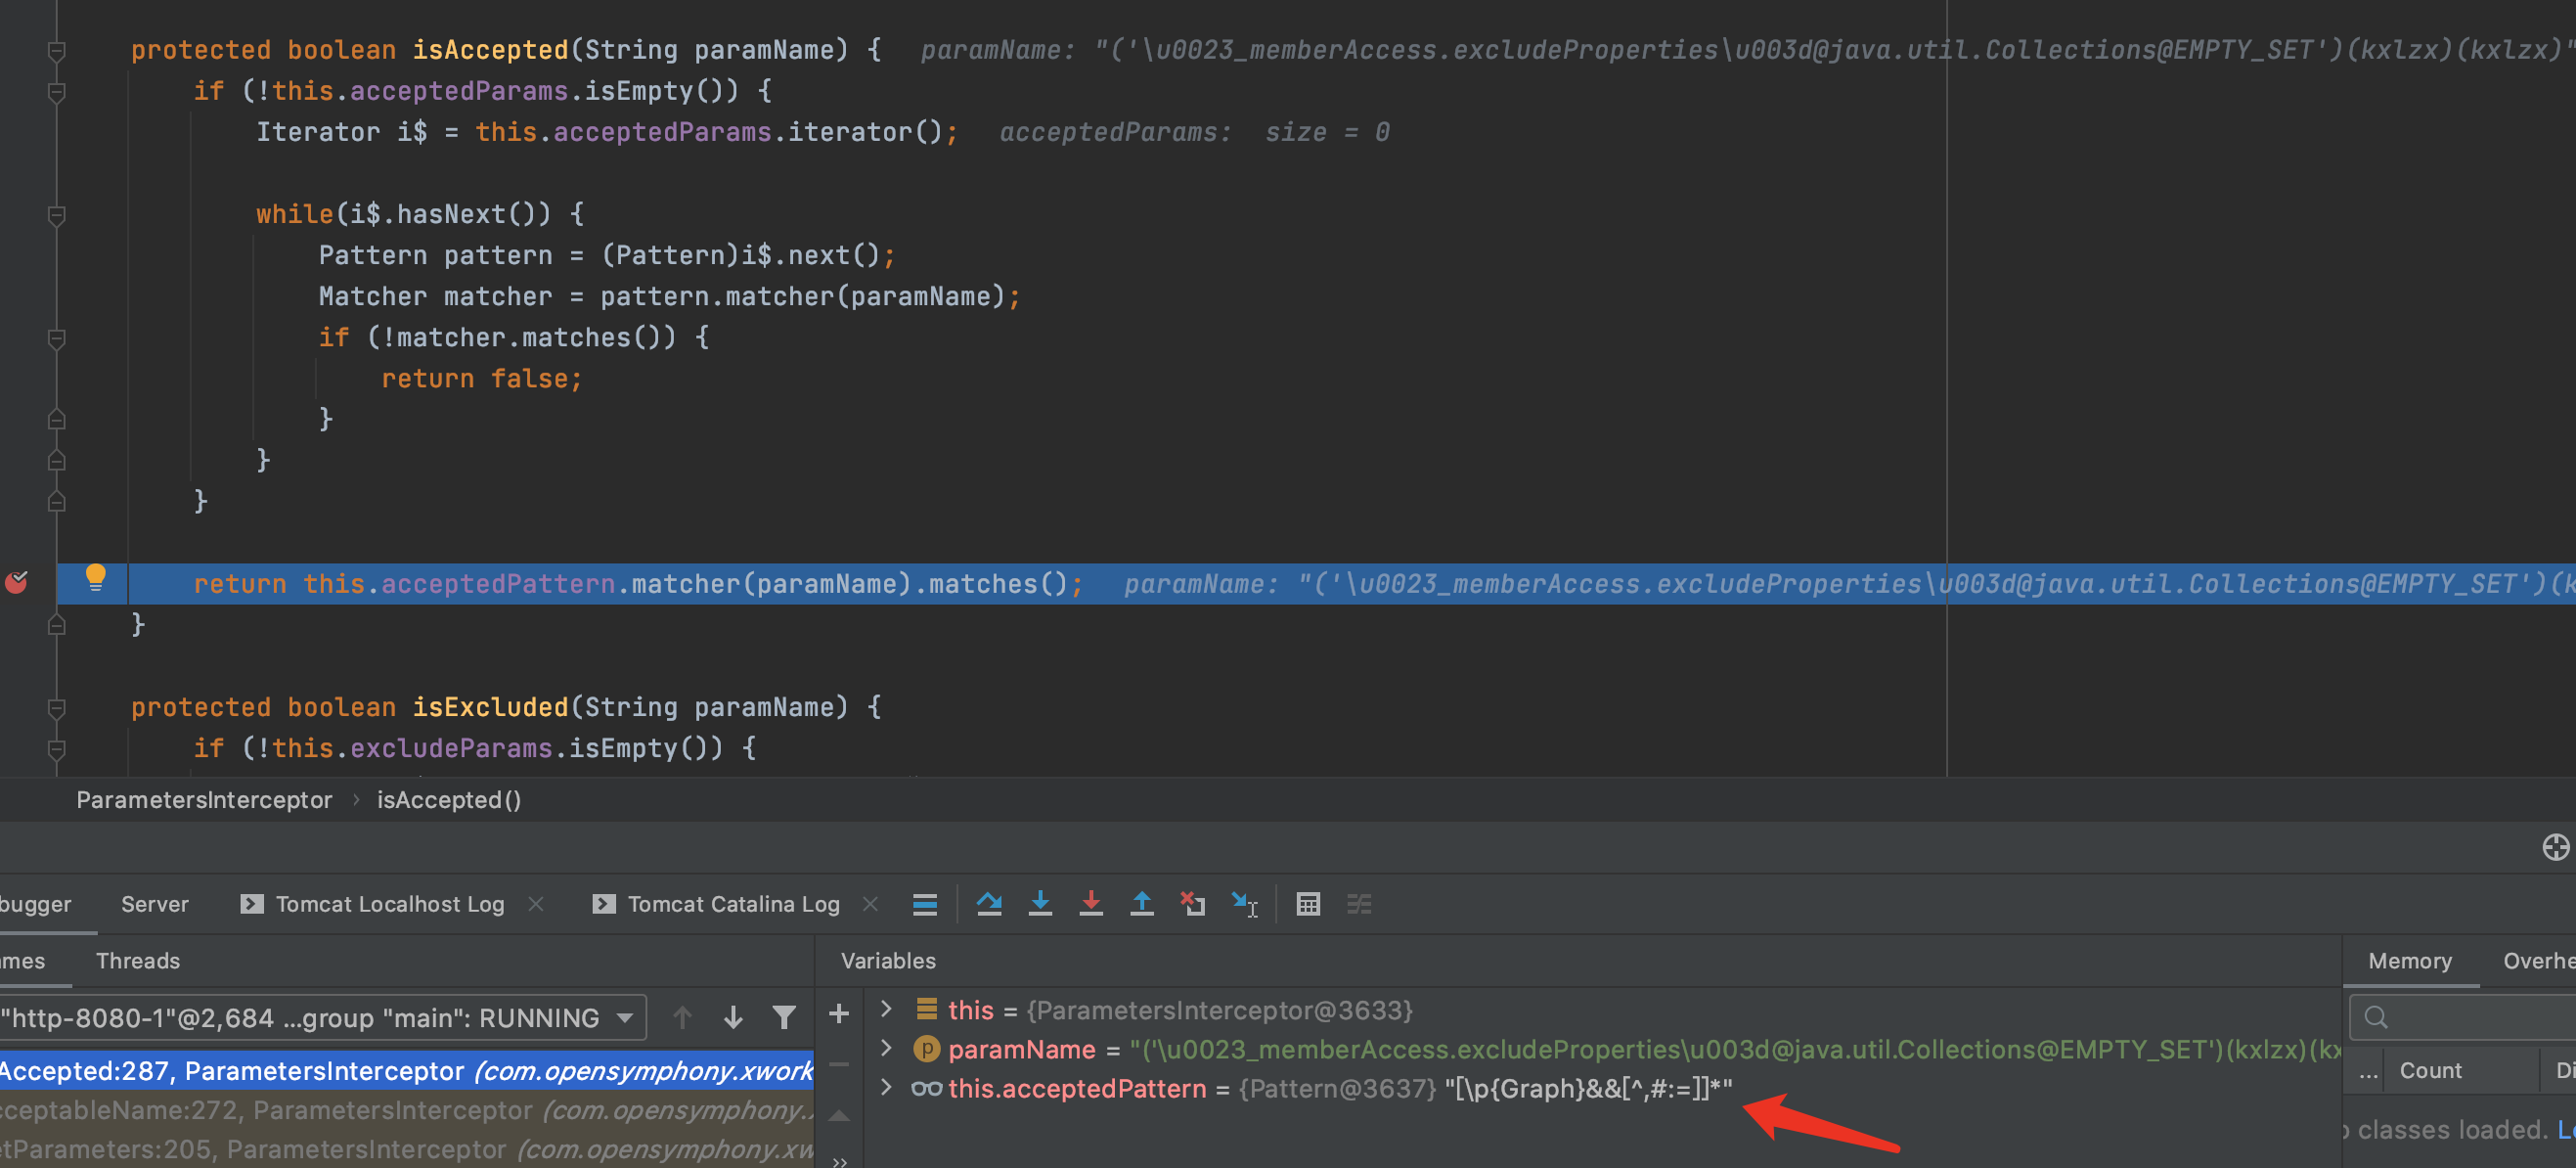 protected boolean isAccepted(String paramName) {   paramName: "('\u0023_memberAccess.excludeProperties\u003d@java.util.Collections@EMPTY_SET')(kxlzx)(kxlzx)"
if (!this.acceptedParams.isEmpty()) {
Iterator i$ = this.acceptedParams.iterator();   acceptedParams:  size = 0
while(i$.hasNext()) {
Pattern pattern = (Pattern)i$.next();
Matcher matcher = pattern.matcher(paramName);
if (!matcher.matches()) {
return false;
}
}
}
return this.acceptedPattern.matcher(paramName).matches();   paramName: "('\u0023_memberAccess.excludeProperties\u003d@java.util.Collections@EMPTY_SET')(k
}
protected boolean isExcluded(String paramName) {
if (!this.excludeParams.isEmpty()) {
ParametersInterceptor › isAccepted()
bugger Server Tomcat Localhost Log × Tomcat Catalina Log ×
mes Threads Variables Memory Overhe
"http-8080-1"@2,684 ...group "main": RUNNING
this = {ParametersInterceptor@3633}
paramName = "('\u0023_memberAccess.excludeProperties\u003d@java.util.Collections@EMPTY_SET')(kxlzx)(kx
this.acceptedPattern = {Pattern@3637} "[\p{Graph}&&[^,#:=]]*"
Accepted:287, ParametersInterceptor (com.opensymphony.xwork
cceptableName:272, ParametersInterceptor (com.opensymphony.
etParameters:205, ParametersInterceptor (com.opensymphony.xw
... Count Di
classes loaded. Lo